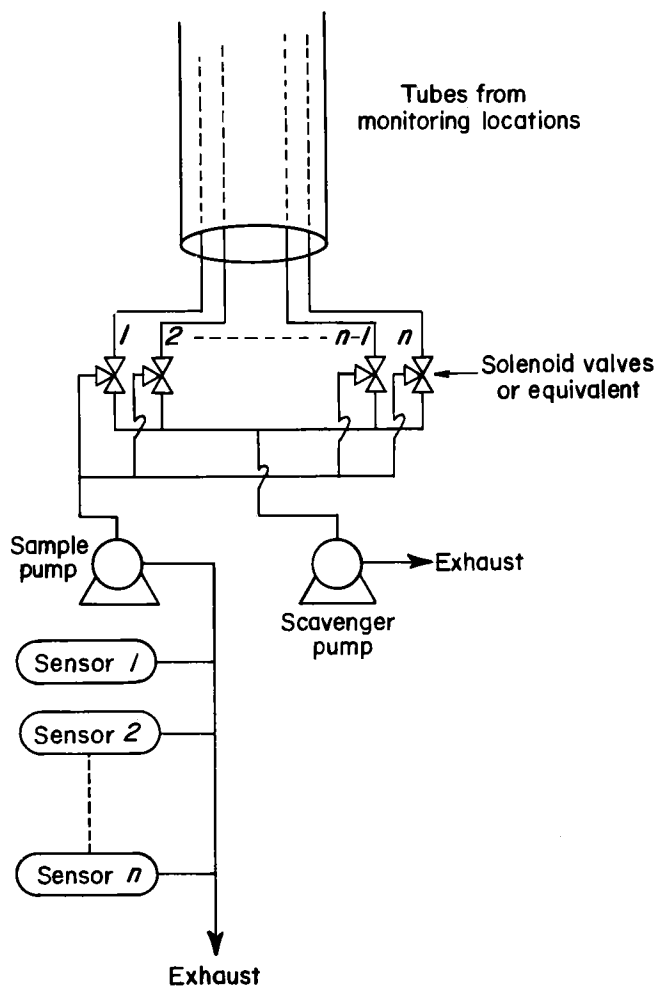 Tubes from
monitoring locations
1
2
n-1
n
Solenoid valves
or equivalent
Sample
pump
Exhaust
Scavenger
pump
Sensor 1
Sensor 2
Sensor n
Exhaust